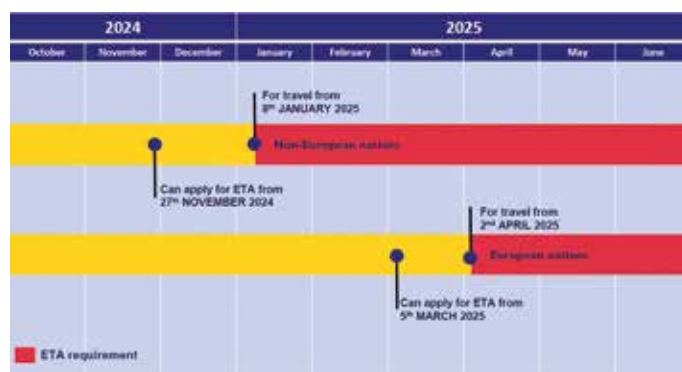 2024
2025
October November December January February March April May June
For travel from
8th JANUARY 2025
Non-European nations
Can apply for ETA from
27th NOVEMBER 2024
For travel from
2nd APRIL 2025
European nations
Can apply for ETA from
5th MARCH 2025
ETA requirement